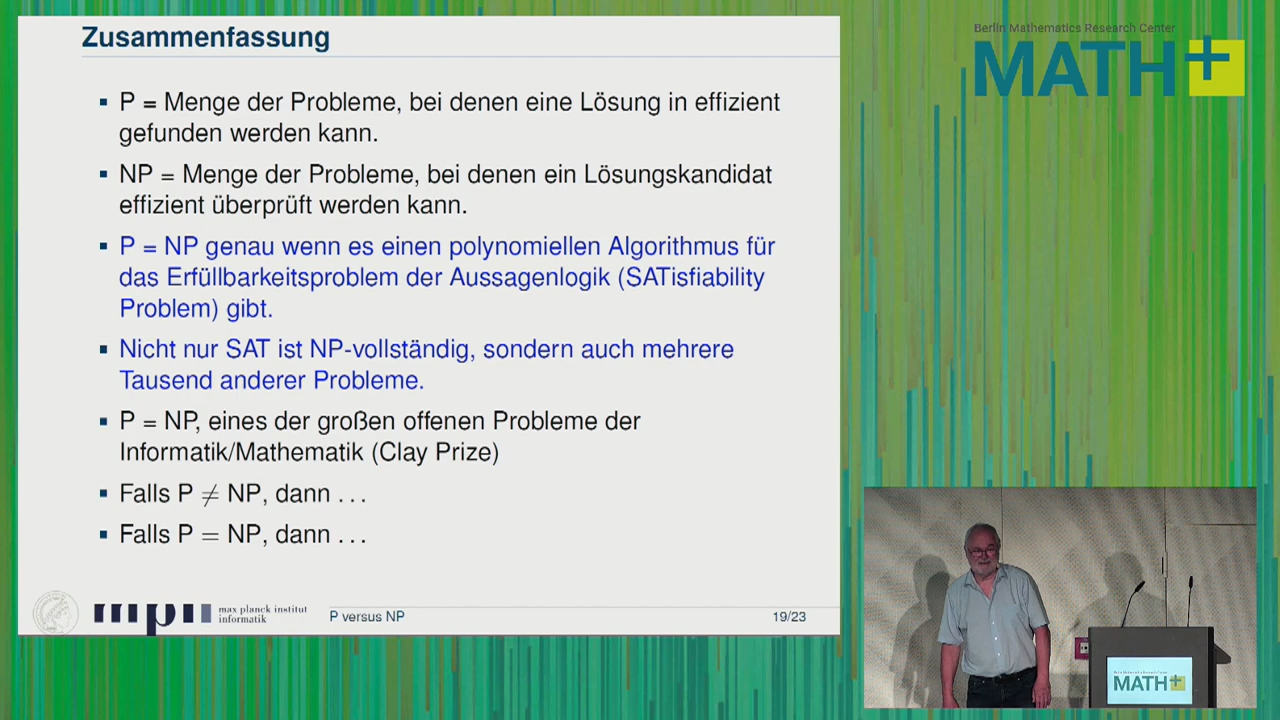 Zusammenfassung
P = Menge der Probleme, bei denen eine Lösung in effizient
gefunden werden kann.
NP = Menge der Probleme, bei denen ein Lösungskandidat
effizient überprüft werden kann.
P = NP genau wenn es einen polynomiellen Algorithmus für
das Erfüllbarkeitsproblem der Aussagenlogik (SATisfiability
Problem) gibt.
Nicht nur SAT ist NP-vollständig, sondern auch mehrere
Tausend anderer Probleme.
P = NP, eines der großen offenen Probleme der
Informatik/Mathematik (Clay Prize)
Falls P ≠ NP, dann . . .
Falls P = NP, dann . . .
max planck institut
informatik
P versus NP
19/23
Berlin Mathematics Research Center
MATH+
MATH+